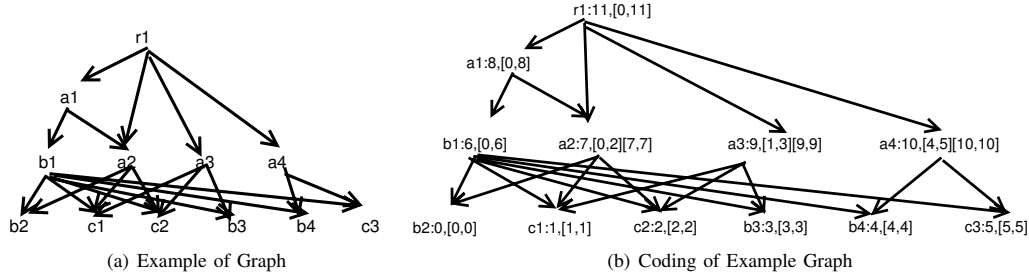 r1
a1
b1 a2 a3 a4
b2 c1 c2 b3 b4 c3
(a) Example of Graph
r1:11,[0,11]
a1:8,[0,8]
b1:6,[0,6] a2:7,[0,2][7,7] a3:9,[1,3][9,9] a4:10,[4,5][10,10]
b2:0,[0,0] c1:1,[1,1] c2:2,[2,2] b3:3,[3,3] b4:4,[4,4] c3:5,[5,5]
(b) Coding of Example Graph